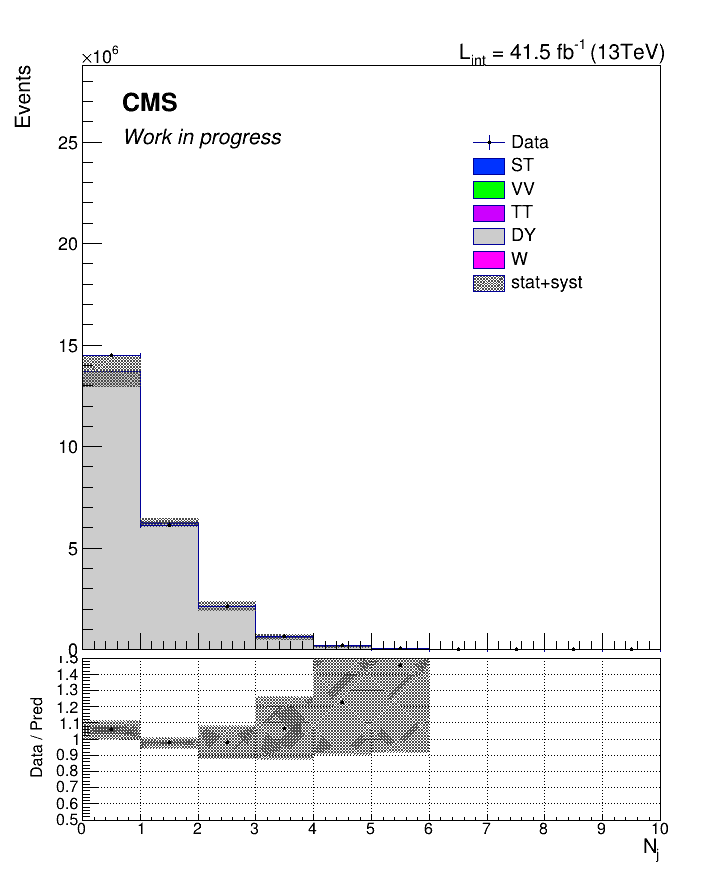 ×10⁶
L_int = 41.5 fb⁻¹ (13TeV)
Events
CMS
Work in progress
Data
ST
VV
TT
DY
W
stat+syst
25
20
15
10
5
0
Data / Pred
1.5
1.4
1.3
1.2
1.1
1
0.9
0.8
0.7
0.6
0.5
0 1 2 3 4 5 6 7 8 9 10
N_j